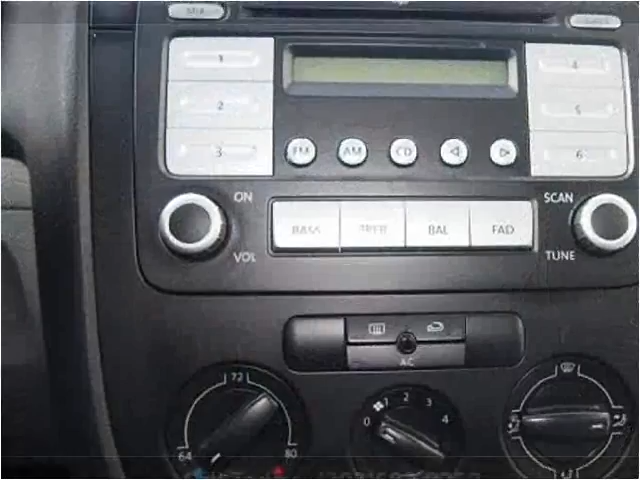 MIX
1
4
2
5
3
FM AM CD
6
ON
SCAN
BASS TREB BAL FAD
VOL
TUNE
AC
72
1 2 3
0 4
64 80